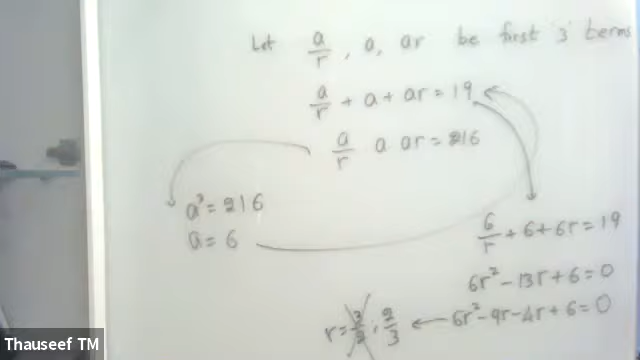 Let a/r, a, ar be first 3 terms
a/r + a + ar = 19
a/r a ar = 216
a³ = 216
a = 6
6/r + 6 + 6r = 19
6r² - 13r + 6 = 0
6r² - 9r - 4r + 6 = 0
r = 3/2, 2/3
Thauseef TM